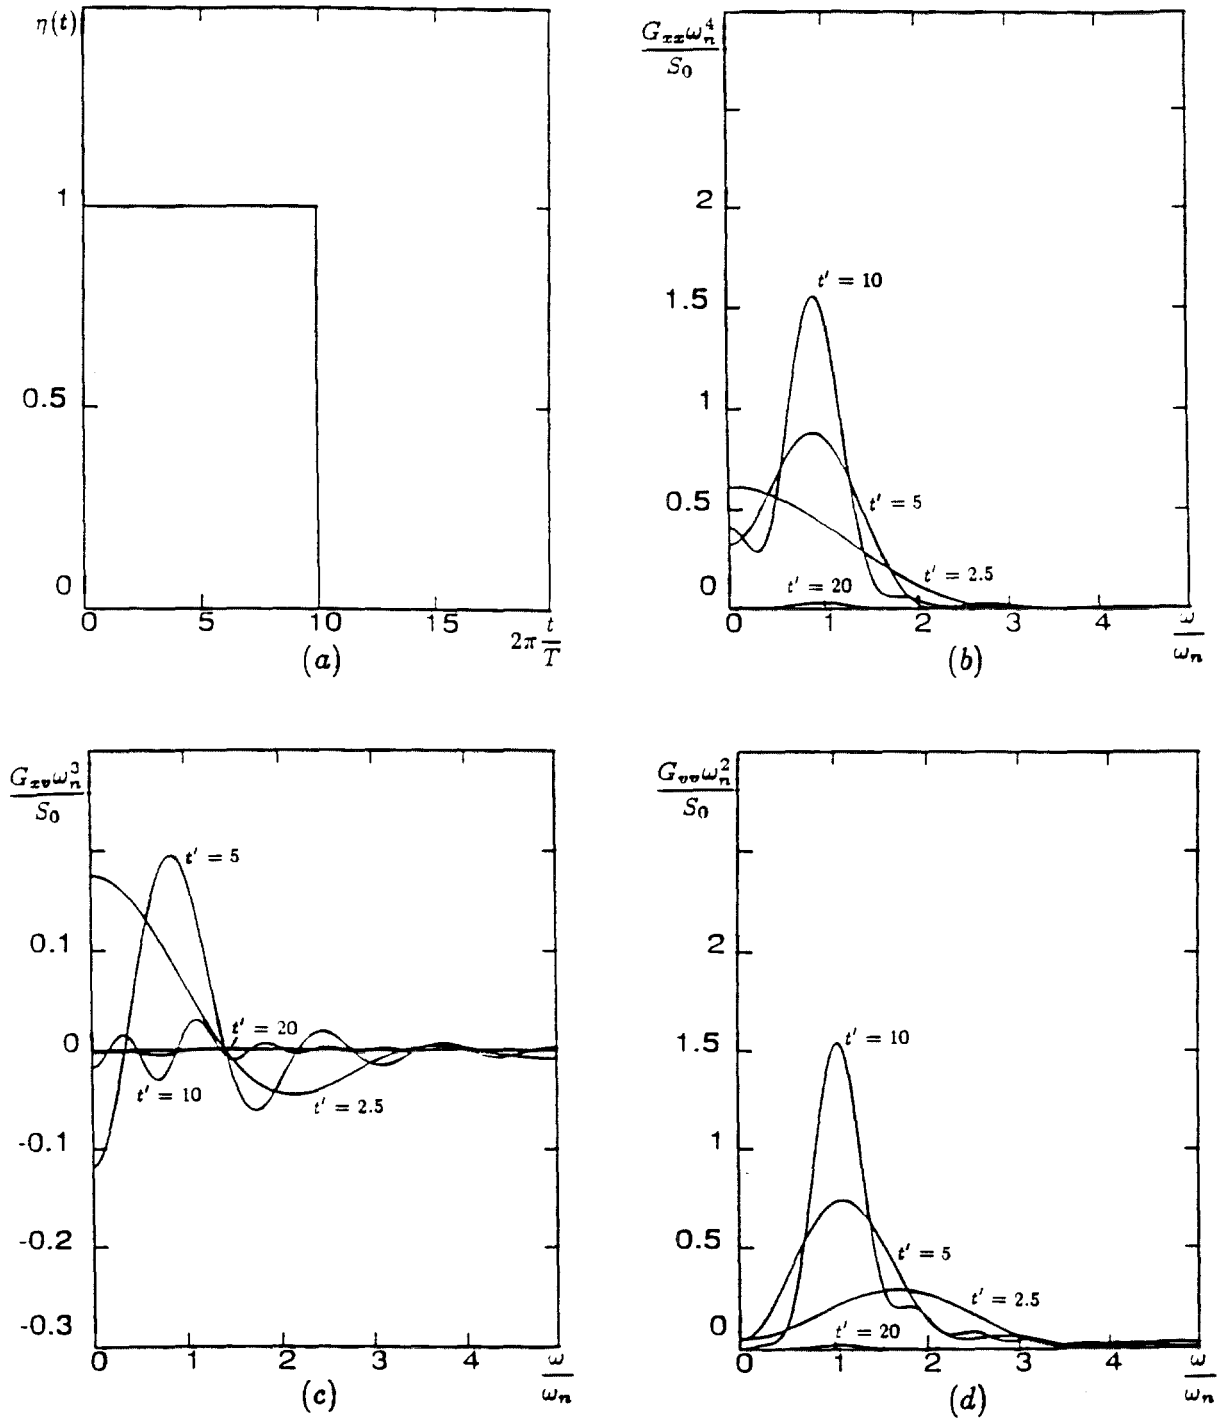 η(t)
1
0.5
0
0 5 10 15 2π t/T
(a)
G_xx ω_n^4 / S_0
2
1.5
1
0.5
0
t' = 10
t' = 5
t' = 2.5
t' = 20
0 1 2 3 4 ω/ω_n
(b)
G_xv ω_n^3 / S_0
0.1
0
-0.1
-0.2
-0.3
t' = 5
t' = 20
t' = 10
t' = 2.5
0 1 2 3 4 ω/ω_n
(c)
G_vv ω_n^2 / S_0
2
1.5
1
0.5
0
t' = 10
t' = 5
t' = 2.5
t' = 20
0 1 2 3 4 ω/ω_n
(d)